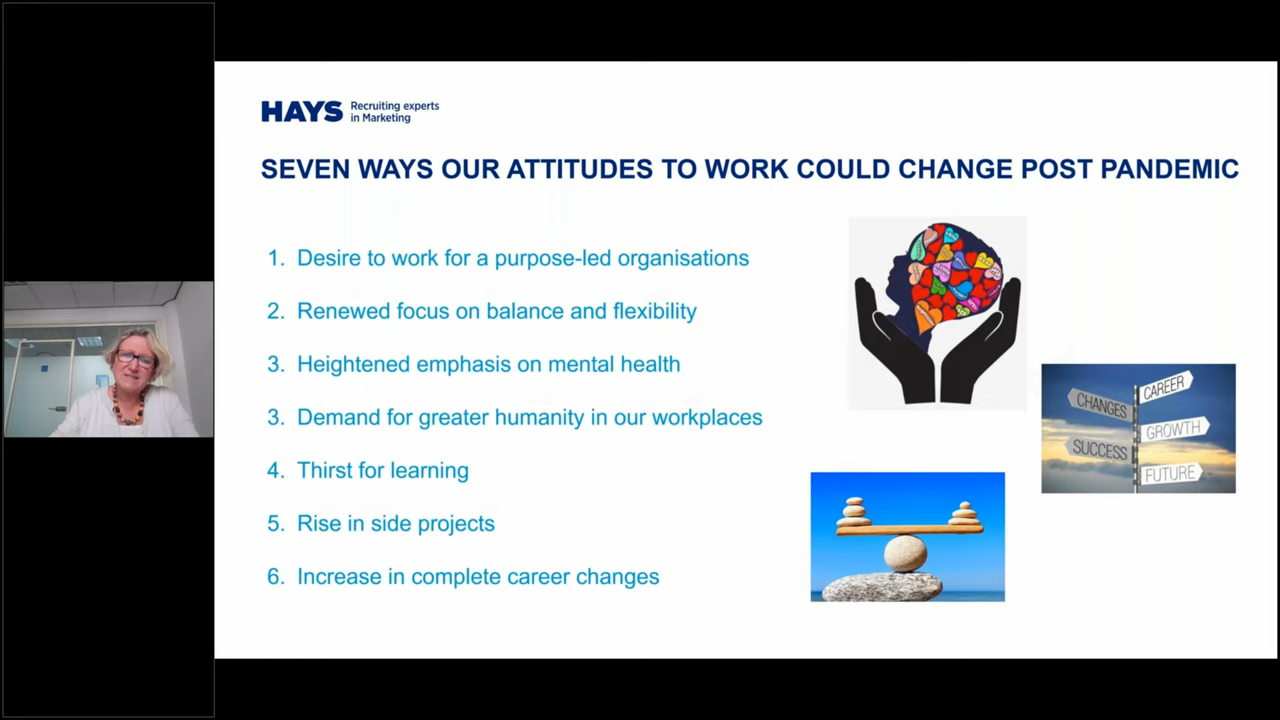 HAYS Recruiting experts
in Marketing
SEVEN WAYS OUR ATTITUDES TO WORK COULD CHANGE POST PANDEMIC
1. Desire to work for a purpose-led organisations
2. Renewed focus on balance and flexibility
3. Heightened emphasis on mental health
3. Demand for greater humanity in our workplaces
4. Thirst for learning
5. Rise in side projects
6. Increase in complete career changes
CAREER
CHANGES
GROWTH
SUCCESS
FUTURE